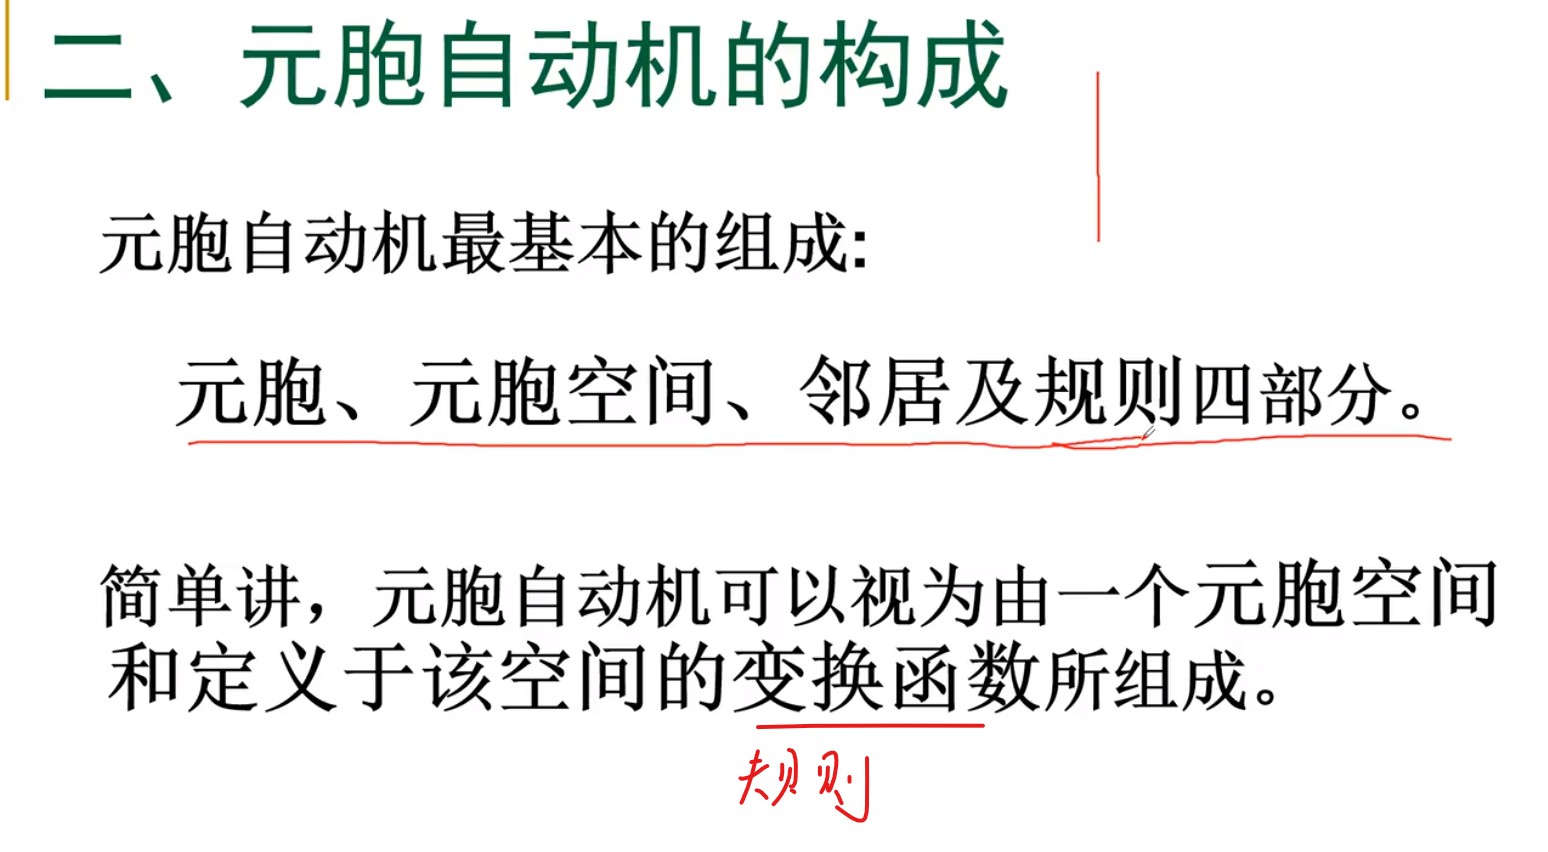 二、元胞自动机的构成
元胞自动机最基本的组成:
元胞、元胞空间、邻居及规则四部分。
简单讲，元胞自动机可以视为由一个元胞空间
和定义于该空间的变换函数所组成。
规则